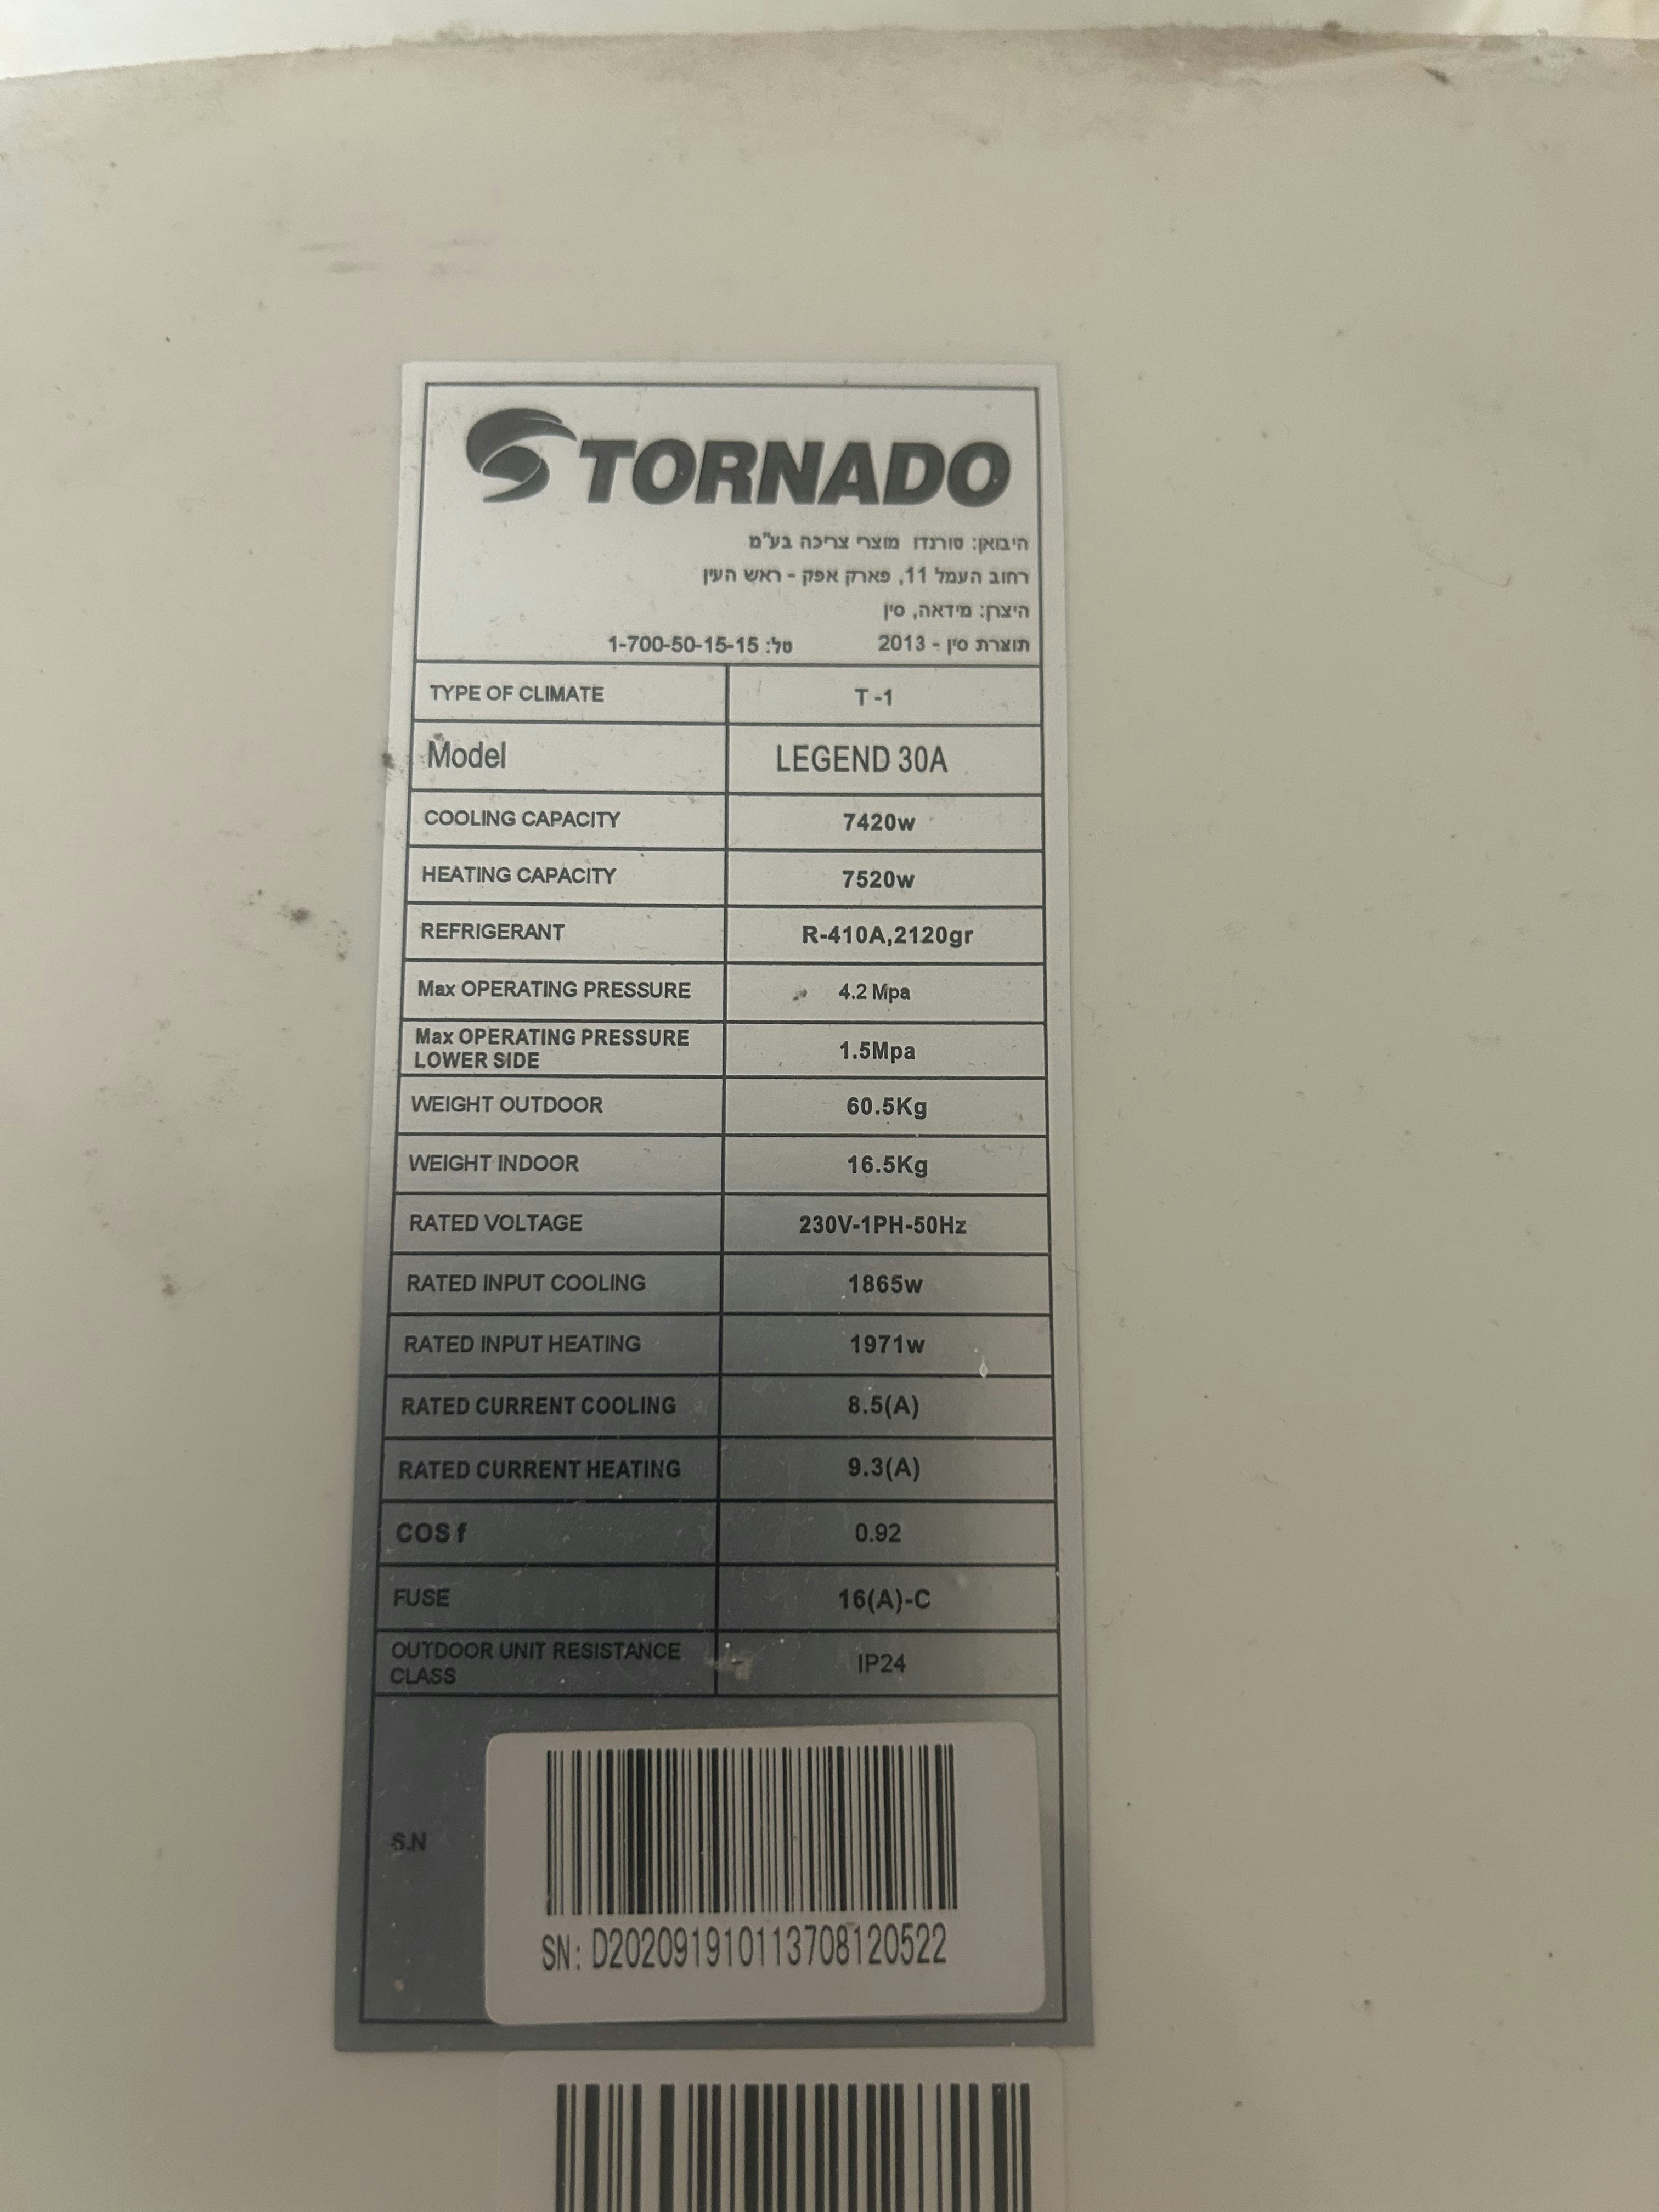 TORNADO
היבואן: טורנדו מוצרי צריכה בע"מ
רחוב העמל 11, פארק אפק - ראש העין
היצרן: מידאה, סין
תוצרת סין - 2013 טל: 1-700-50-15-15
TYPE OF CLIMATE T -1
Model LEGEND 30A
COOLING CAPACITY 7420w
HEATING CAPACITY 7520w
REFRIGERANT R-410A,2120gr
Max OPERATING PRESSURE 4.2 Mpa
Max OPERATING PRESSURE
LOWER SIDE 1.5Mpa
WEIGHT OUTDOOR 60.5Kg
WEIGHT INDOOR 16.5Kg
RATED VOLTAGE 230V-1PH-50Hz
RATED INPUT COOLING 1865w
RATED INPUT HEATING 1971w
RATED CURRENT COOLING 8.5(A)
RATED CURRENT HEATING 9.3(A)
COS f 0.92
FUSE 16(A)-C
OUTDOOR UNIT RESISTANCE
CLASS IP24
S.N
SN: D202091910113708120522